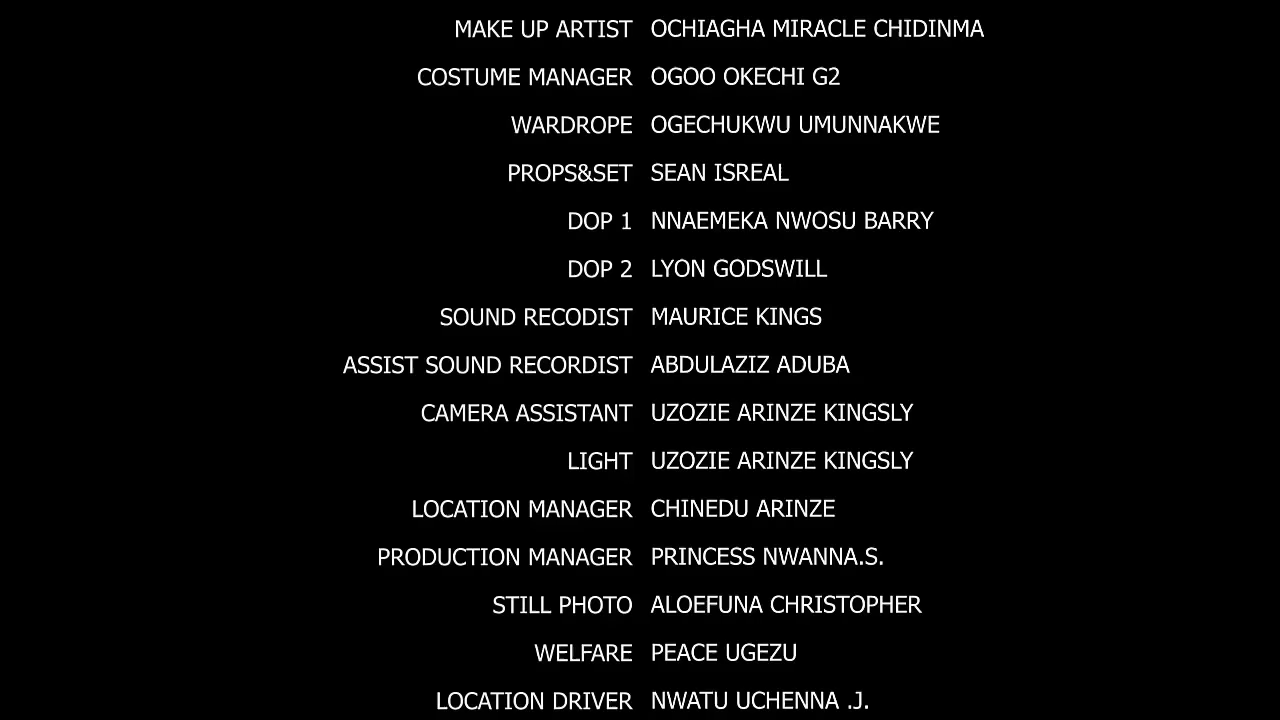 MAKE UP ARTIST OCHIAGHA MIRACLE CHIDINMA
COSTUME MANAGER OGOO OKECHI G2
WARDROPE OGECHUKWU UMUNNAKWE
PROPS&SET SEAN ISREAL
DOP 1 NNAEMEKA NWOSU BARRY
DOP 2 LYON GODSWILL
SOUND RECODIST MAURICE KINGS
ASSIST SOUND RECORDIST ABDULAZIZ ADUBA
CAMERA ASSISTANT UZOZIE ARINZE KINGSLY
LIGHT UZOZIE ARINZE KINGSLY
LOCATION MANAGER CHINEDU ARINZE
PRODUCTION MANAGER PRINCESS NWANNA.S.
STILL PHOTO ALOEFUNA CHRISTOPHER
WELFARE PEACE UGEZU
LOCATION DRIVER NWATU UCHENNA .J.